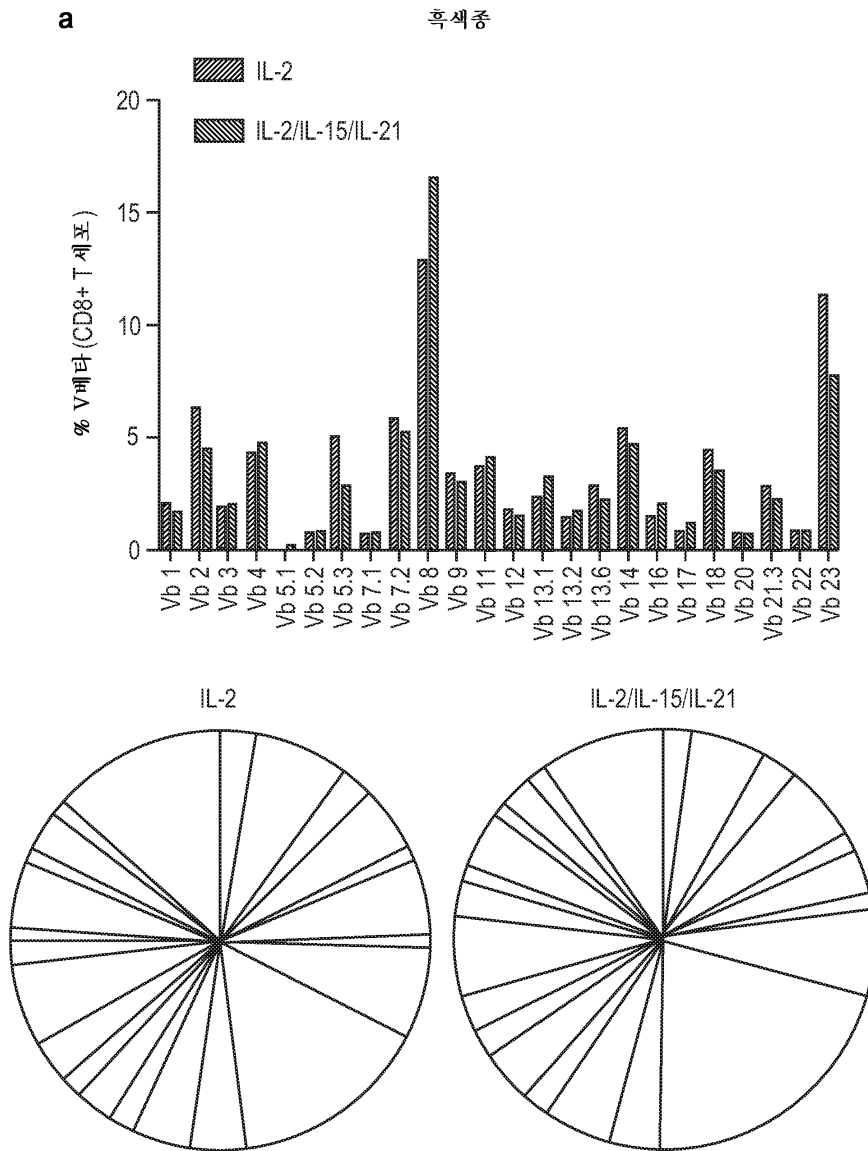 a
흑색종
IL-2
IL-2/IL-15/IL-21
% V베타 (CD8+ T 세포)
20
15
10
5
0
Vb 1
Vb 2
Vb 3
Vb 4
Vb 5.1
Vb 5.2
Vb 5.3
Vb 7.1
Vb 7.2
Vb 8
Vb 9
Vb 11
Vb 12
Vb 13.1
Vb 13.2
Vb 13.6
Vb 14
Vb 16
Vb 17
Vb 18
Vb 20
Vb 21.3
Vb 22
Vb 23
IL-2
IL-2/IL-15/IL-21